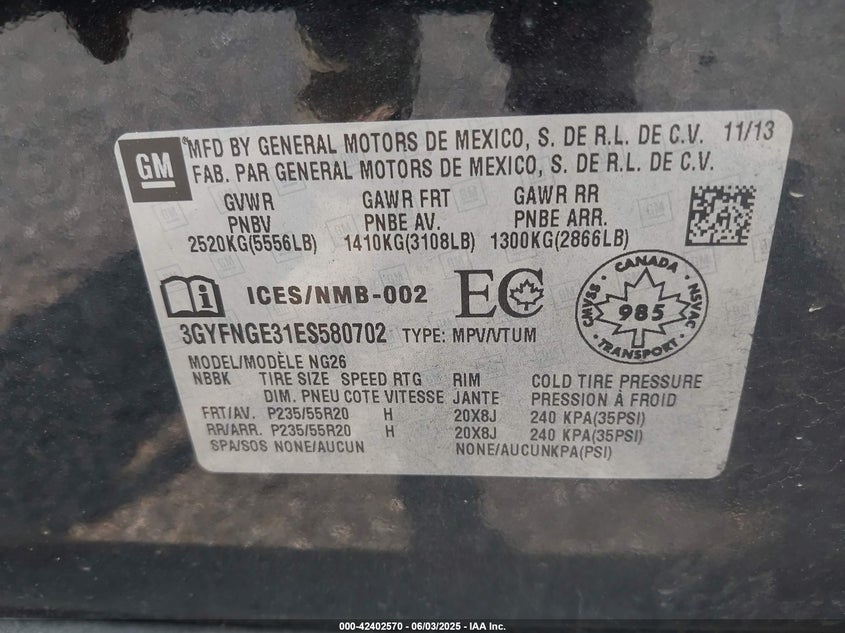 GM
MFD BY GENERAL MOTORS DE MEXICO, S. DE R.L. DE C.V. 11/13
FAB. PAR GENERAL MOTORS DE MEXICO, S. DE R.L. DE C.V.
GVWR GAWR FRT GAWR RR
PNBV PNBE AV. PNBE ARR.
2520KG(5556LB) 1410KG(3108LB) 1300KG(2866LB)
i ICES/NMB-002 EC
CANADA
CMVSS 985 NSVAC
TRANSPORT
3GYFNGE31ES580702 TYPE: MPV/VTUM
MODEL/MODÈLE NG26
NBBK TIRE SIZE SPEED RTG RIM COLD TIRE PRESSURE
DIM. PNEU COTE VITESSE JANTE PRESSION À FROID
FRT/AV. P235/55R20 H 20X8J 240 KPA(35PSI)
RR/ARR. P235/55R20 H 20X8J 240 KPA(35PSI)
SPA/SOS NONE/AUCUN NONE/AUCUNKPA(PSI)
000-42402570 - 06/03/2025 - IAA Inc.